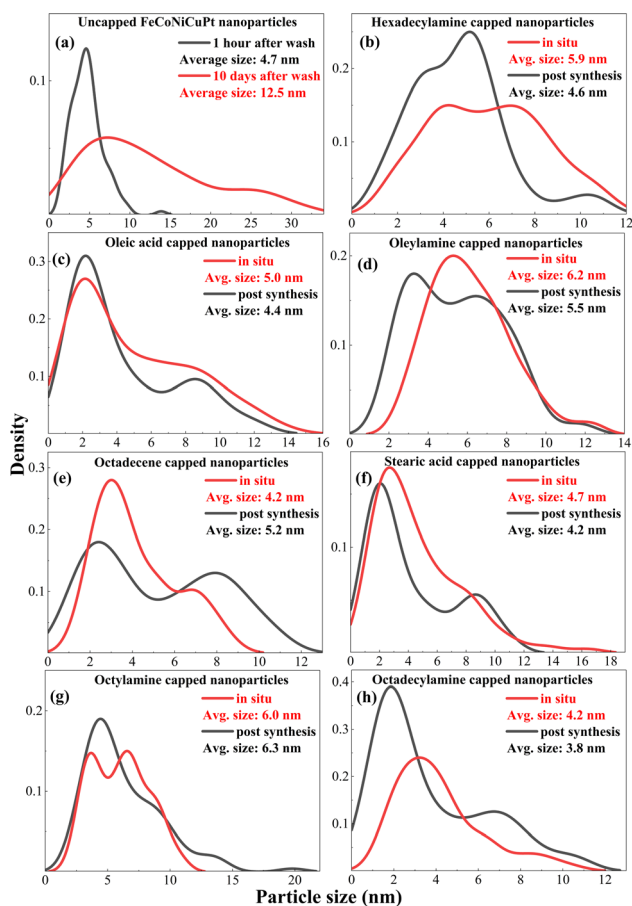 Uncapped FeCoNiCuPt nanoparticles
(a)
1 hour after wash
Average size: 4.7 nm
10 days after wash
Average size: 12.5 nm
0.1
0 5 10 15 20 25 30
Hexadecylamine capped nanoparticles
(b)
in situ
Avg. size: 5.9 nm
post synthesis
Avg. size: 4.6 nm
0.25
0.15
0.05
0 2 4 6 8 10 12
Oleic acid capped nanoparticles
(c)
in situ
Avg. size: 5.0 nm
post synthesis
Avg. size: 4.4 nm
0.3
0.2
0.1
0 2 4 6 8 10 12 14 16
Oleylamine capped nanoparticles
(d)
in situ
Avg. size: 6.2 nm
post synthesis
Avg. size: 5.5 nm
0.2
0.1
0 2 4 6 8 10 12 14
Density
Octadecene capped nanoparticles
(e)
in situ
Avg. size: 4.2 nm
post synthesis
Avg. size: 5.2 nm
0.3
0.2
0.1
0 2 4 6 8 10 12
Stearic acid capped nanoparticles
(f)
in situ
Avg. size: 4.7 nm
post synthesis
Avg. size: 4.2 nm
0.1
0 2 4 6 8 10 12 14 16 18
Octylamine capped nanoparticles
(g)
in situ
Avg. size: 6.0 nm
post synthesis
Avg. size: 6.3 nm
0.2
0.1
0 5 10 15 20
Octadecylamine capped nanoparticles
(h)
in situ
Avg. size: 4.2 nm
post synthesis
Avg. size: 3.8 nm
0.4
0.3
0.2
0.1
0 2 4 6 8 10 12
Particle size (nm)